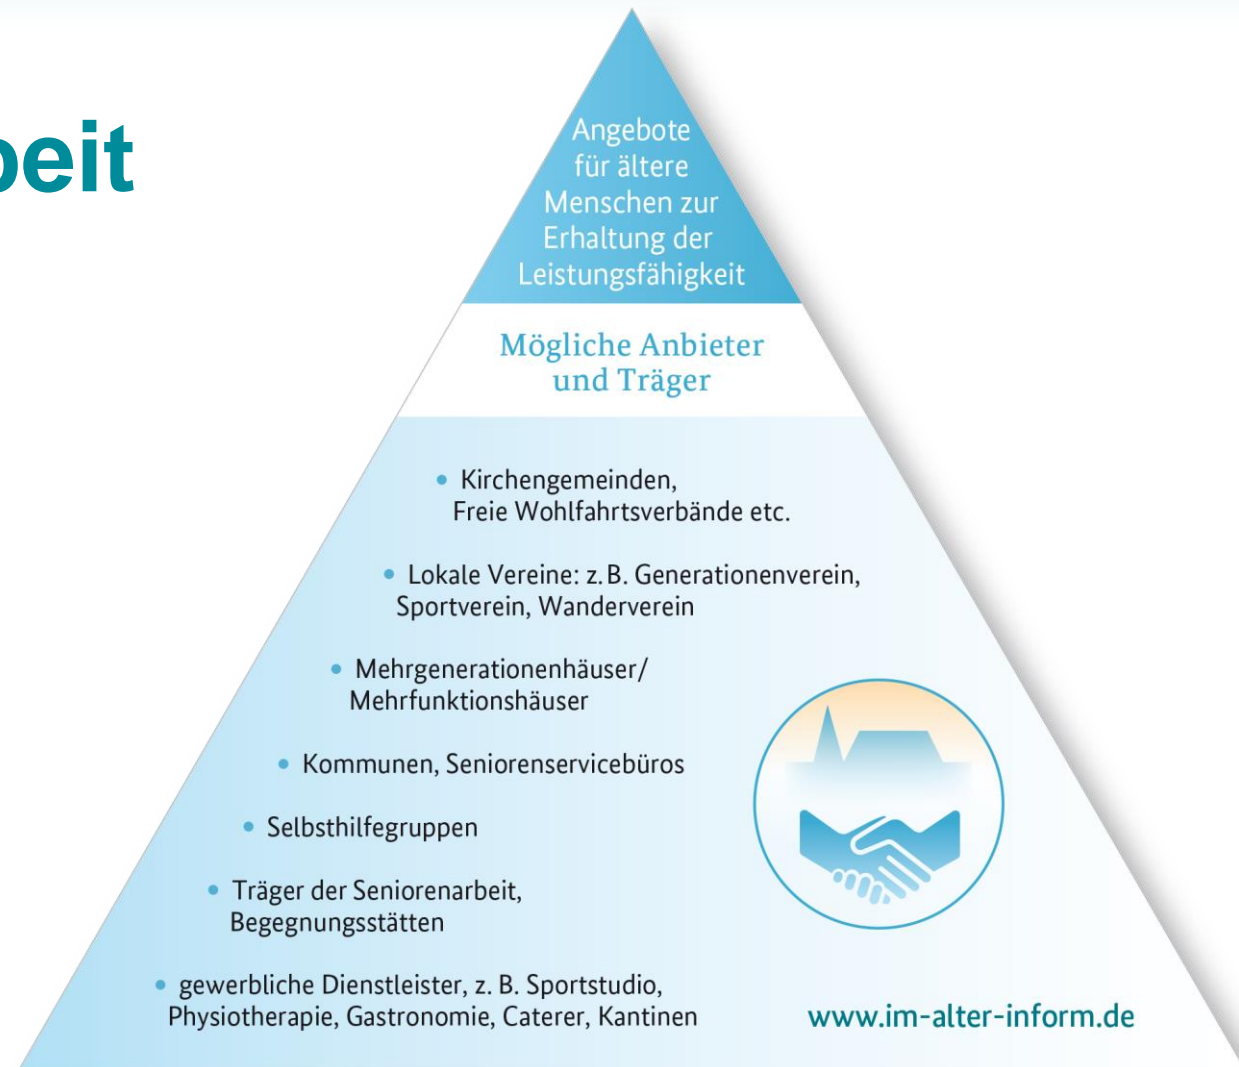 beit
Angebote
für ältere
Menschen zur
Erhaltung der
Leistungsfähigkeit
Mögliche Anbieter
und Träger
• Kirchengemeinden,
Freie Wohlfahrtsverbände etc.
• Lokale Vereine: z. B. Generationenverein,
Sportverein, Wanderverein
• Mehrgenerationenhäuser/
Mehrfunktionshäuser
• Kommunen, Seniorenservicebüros
• Selbsthilfegruppen
• Träger der Seniorenarbeit,
Begegnungsstätten
• gewerbliche Dienstleister, z. B. Sportstudio,
Physiotherapie, Gastronomie, Caterer, Kantinen
www.im-alter-inform.de